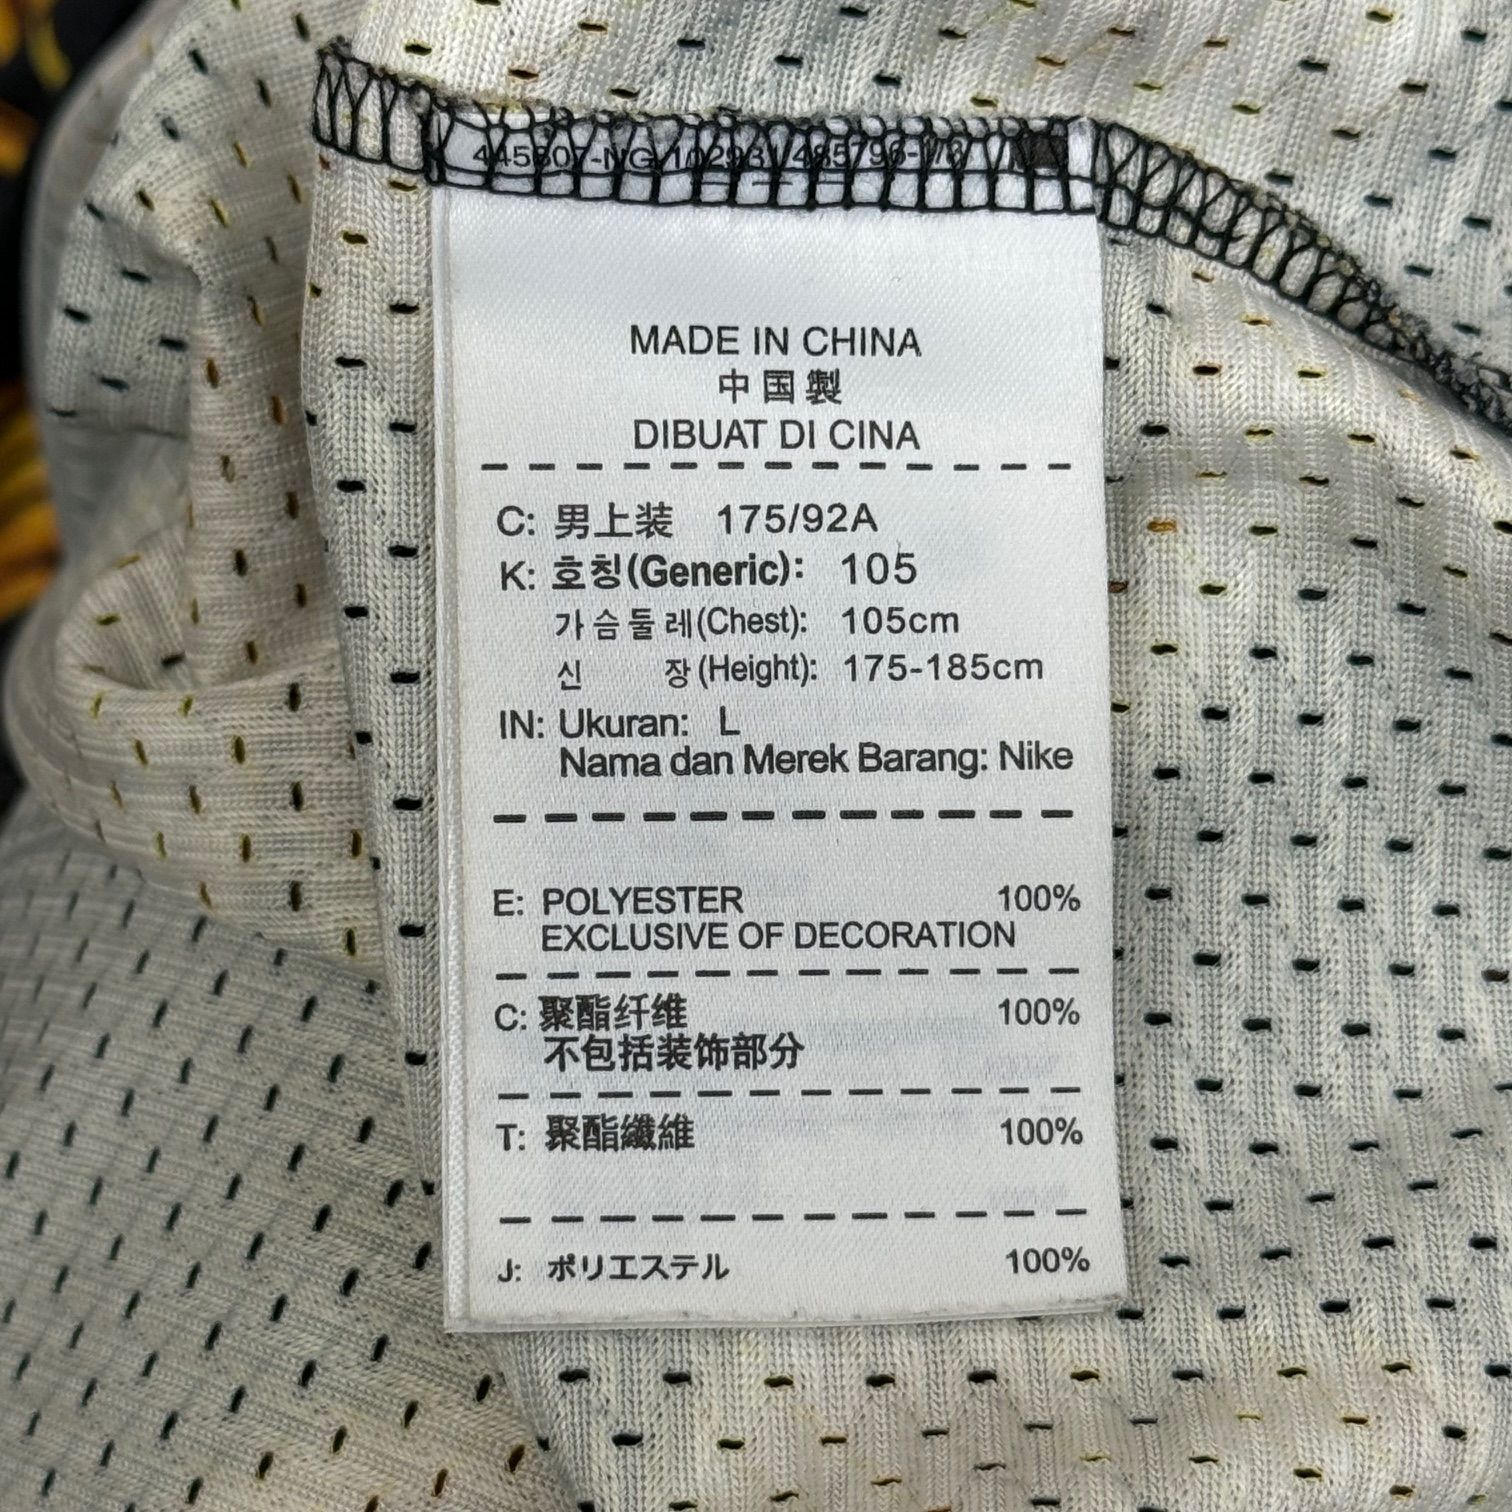 MADE IN CHINA
中国製
DIBUAT DI CINA
C: 男上装 175/92A
K: 호칭(Generic): 105
가슴둘레(Chest): 105cm
신 장(Height): 175-185cm
IN: Ukuran: L
Nama dan Merek Barang: Nike
E: POLYESTER 100%
EXCLUSIVE OF DECORATION
C: 聚酯纤维 100%
不包括装饰部分
T: 聚酯纖維 100%
J: ポリエステル 100%